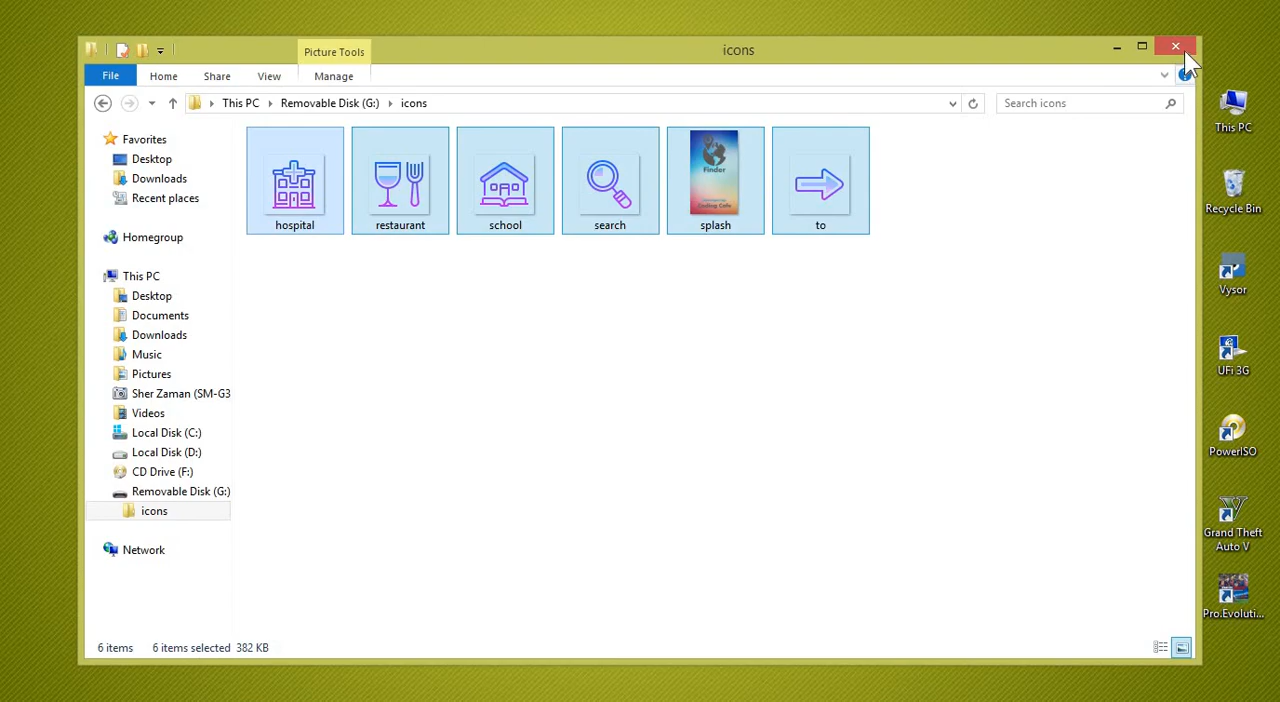 icons
Picture Tools
File
Home
Share
View
Manage
This PC
Removable Disk (G:)
icons
Search icons
Favorites
Desktop
Downloads
Recent places
Homegroup
This PC
Desktop
Documents
Downloads
Music
Pictures
Sher Zaman (SM-G3
Videos
Local Disk (C:)
Local Disk (D:)
CD Drive (F:)
Removable Disk (G:)
icons
Network
Finder
Coding Cafe
hospital
restaurant
school
search
splash
to
6 items
6 items selected
382 KB
This PC
Recycle Bin
Vysor
UFi 3G
PowerISO
Grand Theft
Auto V
Pro.Evoluti...